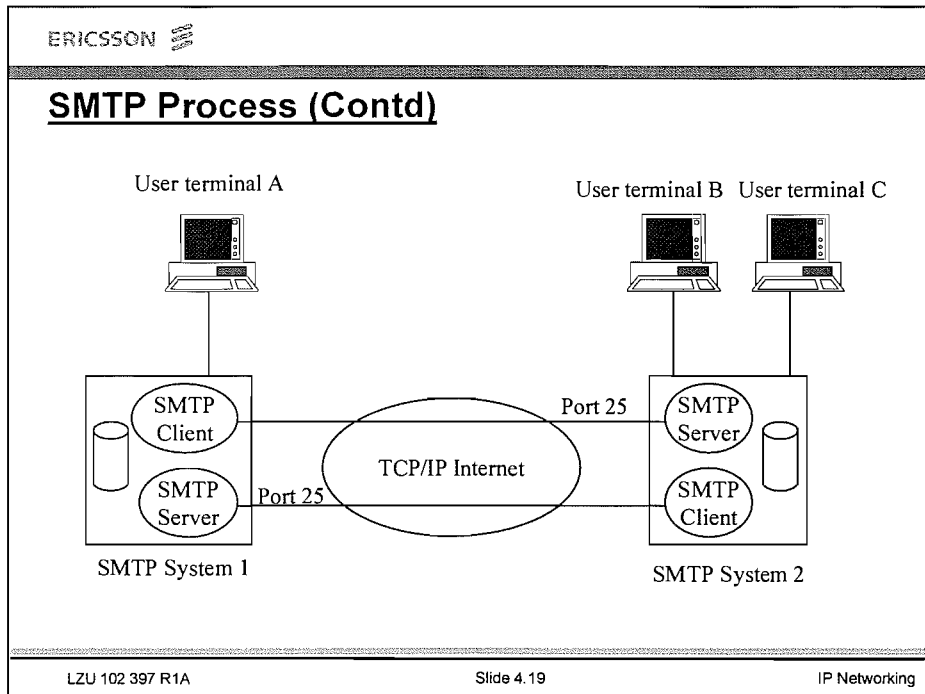 ERICSSON
SMTP Process (Contd)
User terminal A
User terminal B
User terminal C
SMTP
Client
Port 25
SMTP
Server
TCP/IP Internet
SMTP
Server
Port 25
SMTP
Client
SMTP System 1
SMTP System 2
LZU 102 397 R1A
Slide 4.19
IP Networking